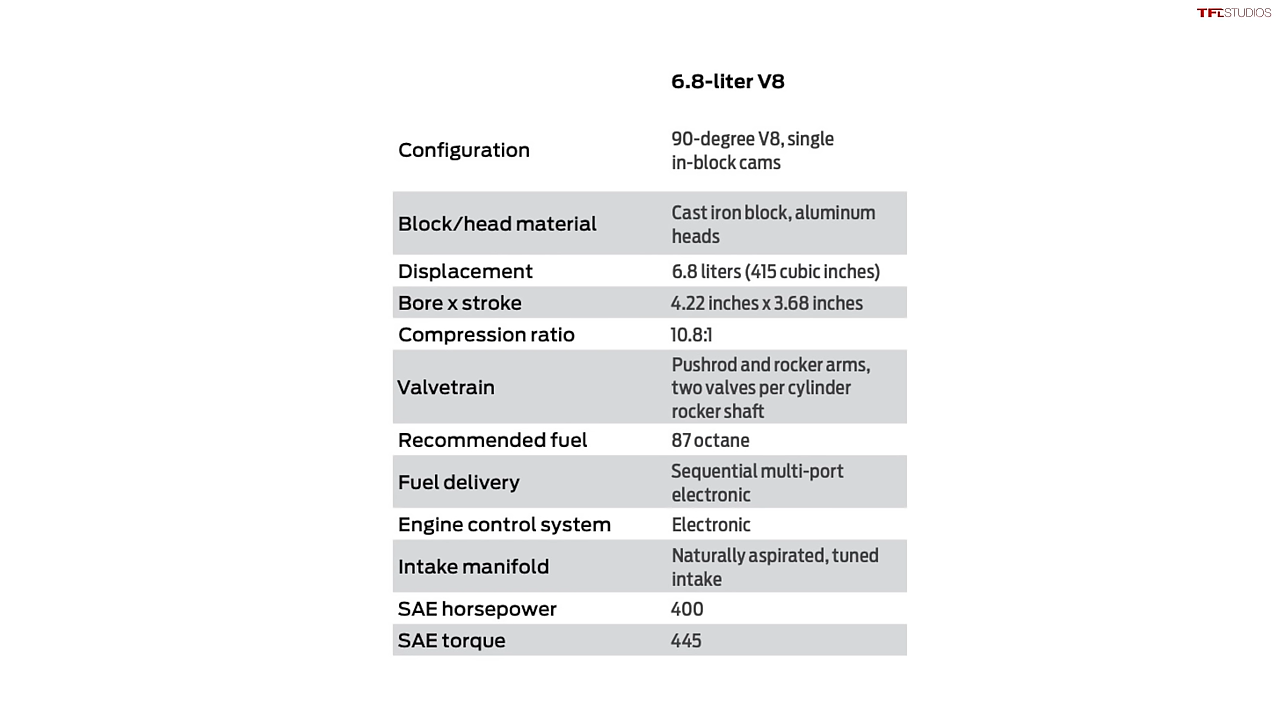 TFLSTUDIOS
6.8-liter V8
Configuration
90-degree V8, single
in-block cams
Block/head material
Cast iron block, aluminum
heads
Displacement
6.8 liters (415 cubic inches)
Bore x stroke
4.22 inches x 3.68 inches
Compression ratio
10.8:1
Valvetrain
Pushrod and rocker arms,
two valves per cylinder
rocker shaft
Recommended fuel
87 octane
Fuel delivery
Sequential multi-port
electronic
Engine control system
Electronic
Intake manifold
Naturally aspirated, tuned
intake
SAE horsepower
400
SAE torque
445